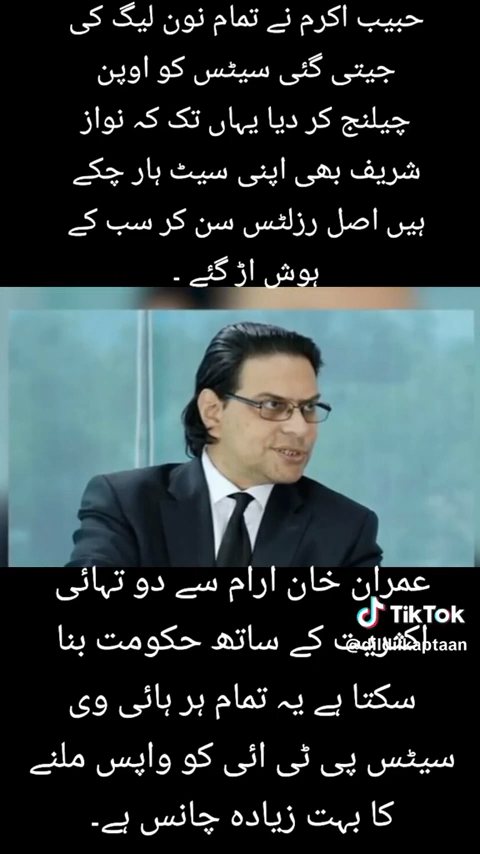 حبیب اکرم نے تمام نون لیگ کی
جیتی گئی سیٹس کو اوپن
چیلنج کر دیا یہاں تک کہ نواز
شریف بھی اپنی سیٹ ہار چکے
ہیں اصل رزلٹس سن کر سب کے
ہوش اڑ گئے ۔
عمران خان ارام سے دو تہائی
TikTok
اکثریت کے ساتھ حکومت بنا
@dildilkaptaan
سکتا ہے یہ تمام ہر ہائی وی
سیٹس پی ٹی ائی کو واپس ملنے
کا بہت زیادہ چانس ہے۔